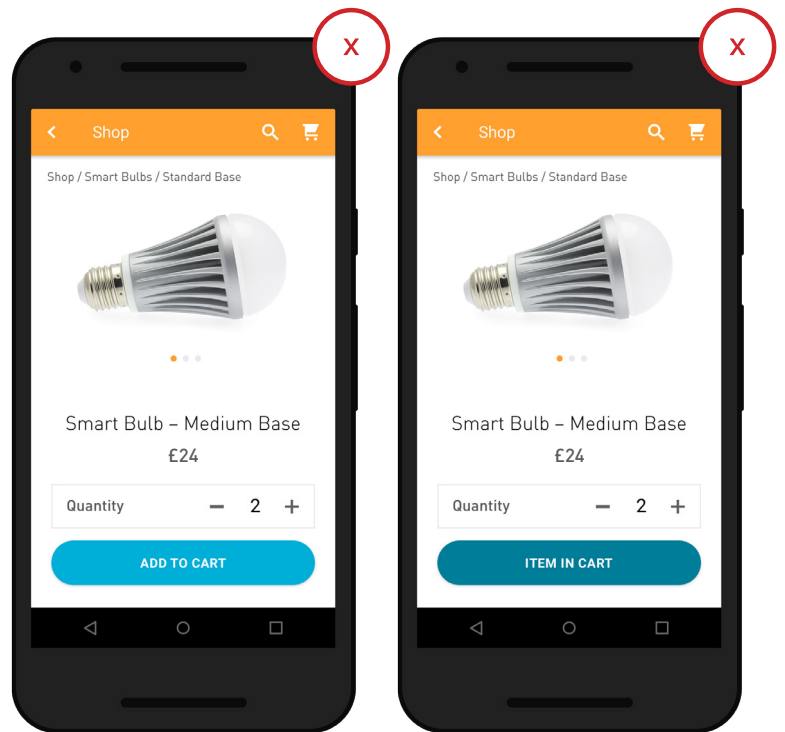 X
Shop
Shop / Smart Bulbs / Standard Base
Smart Bulb – Medium Base
£24
Quantity − 2 +
ADD TO CART
X
Shop
Shop / Smart Bulbs / Standard Base
Smart Bulb – Medium Base
£24
Quantity − 2 +
ITEM IN CART